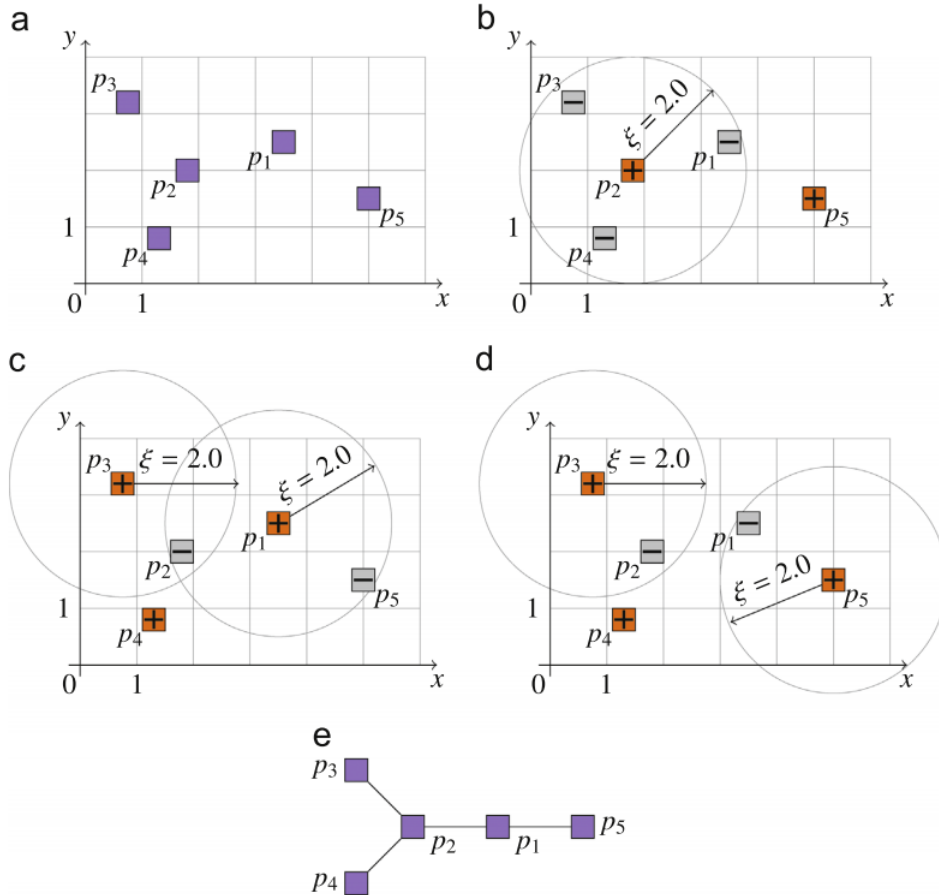 a
y
p3
p1
p2
p5
1
p4
0
1
x
b
y
p3
ξ = 2.0
p1
p2
p5
p4
1
0
1
x
c
y
p3
ξ = 2.0
ξ = 2.0
p1
p2
p5
1
p4
0
1
x
d
y
p3
ξ = 2.0
p1
p2
ξ = 2.0
p5
1
p4
0
1
x
e
p3
p5
p2
p1
p4